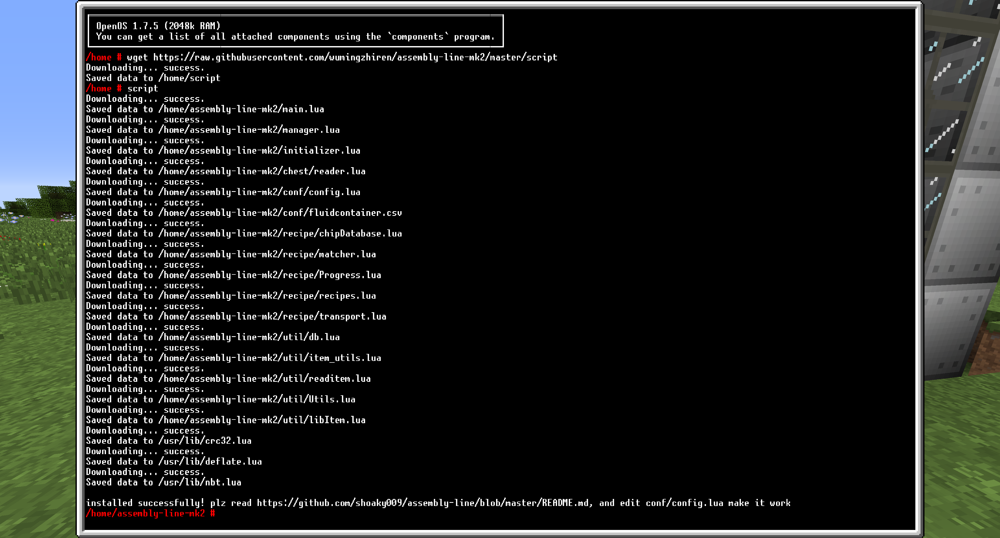 OpenOS 1.7.5 (2048k RAM)
You can get a list of all attached components using the `components` program.
/home # wget https://raw.githubusercontent.com/wumingzhiren/assembly-line-mk2/master/script
Downloading... success.
Saved data to /home/script
/home # script
Downloading... success.
Saved data to /home/assembly-line-mk2/main.lua
Downloading... success.
Saved data to /home/assembly-line-mk2/manager.lua
Downloading... success.
Saved data to /home/assembly-line-mk2/initializer.lua
Downloading... success.
Saved data to /home/assembly-line-mk2/chest/reader.lua
Downloading... success.
Saved data to /home/assembly-line-mk2/conf/config.lua
Downloading... success.
Saved data to /home/assembly-line-mk2/conf/fluidcontainer.csv
Downloading... success.
Saved data to /home/assembly-line-mk2/recipe/chipDatabase.lua
Downloading... success.
Saved data to /home/assembly-line-mk2/recipe/matcher.lua
Downloading... success.
Saved data to /home/assembly-line-mk2/recipe/Progress.lua
Downloading... success.
Saved data to /home/assembly-line-mk2/recipe/recipes.lua
Downloading... success.
Saved data to /home/assembly-line-mk2/recipe/transport.lua
Downloading... success.
Saved data to /home/assembly-line-mk2/util/db.lua
Downloading... success.
Saved data to /home/assembly-line-mk2/util/item_utils.lua
Downloading... success.
Saved data to /home/assembly-line-mk2/util/readitem.lua
Downloading... success.
Saved data to /home/assembly-line-mk2/util/Utils.lua
Downloading... success.
Saved data to /home/assembly-line-mk2/util/libItem.lua
Downloading... success.
Saved data to /usr/lib/crc32.lua
Downloading... success.
Saved data to /usr/lib/deflate.lua
Downloading... success.
Saved data to /usr/lib/nbt.lua
installed successfully! plz read https://github.com/shoaky009/assembly-line/blob/master/README.md, and edit conf/config.lua make it work
/home/assembly-line-mk2 #